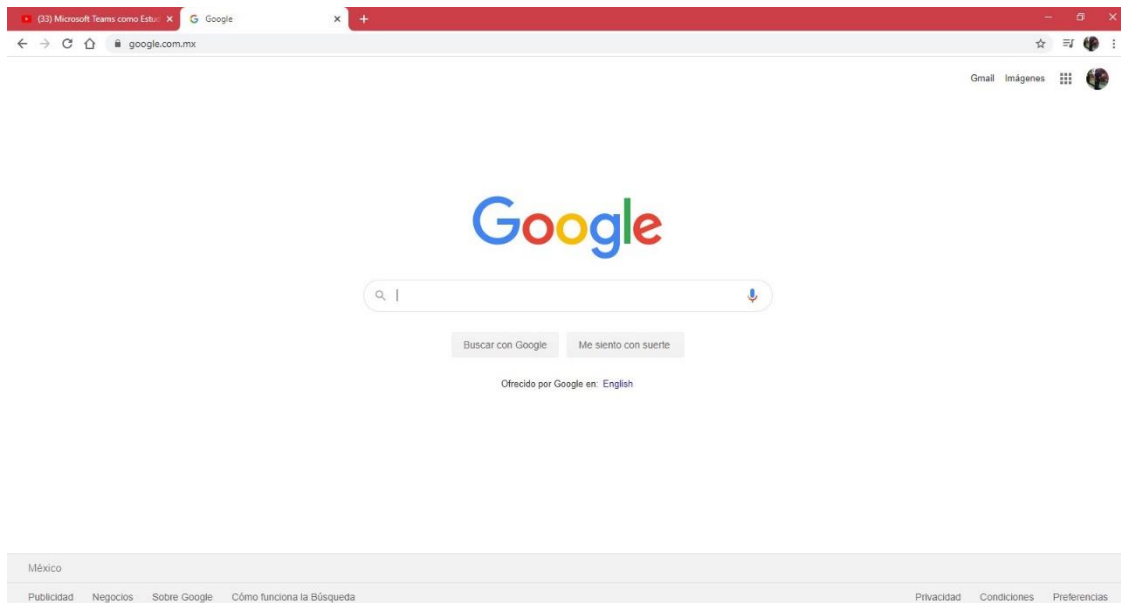 (33) Microsoft Teams como Estud
Google
google.com.mx
Gmail Imágenes
Google
Buscar con Google Me siento con suerte
Ofrecido por Google en: English
México
Publicidad Negocios Sobre Google Cómo funciona la Búsqueda Privacidad Condiciones Preferencias